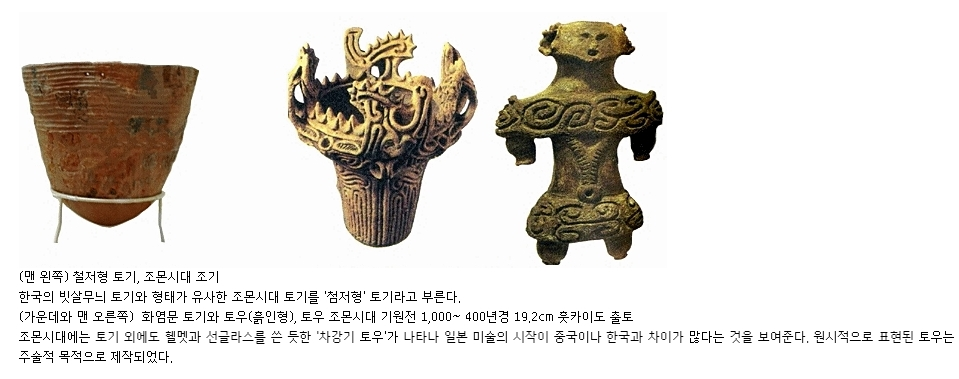 (맨 왼쪽) 철저형 토기, 조몬시대 조기
한국의 빗살무늬 토기와 형태가 유사한 조몬시대 토기를 '첨저형' 토기라고 부른다.
(가운데와 맨 오른쪽) 화염문 토기와 토우(흙인형), 토우 조몬시대 기원전 1,000~ 400년경 19.2cm 홋카이도 출토
조몬시대에는 토기 외에도 헬멧과 선글라스를 쓴 듯한 '차광기 토우'가 나타나 일본 미술의 시작이 중국이나 한국과 차이가 많다는 것을 보여준다. 원시적으로 표현된 토우는
주술적 목적으로 제작되었다.